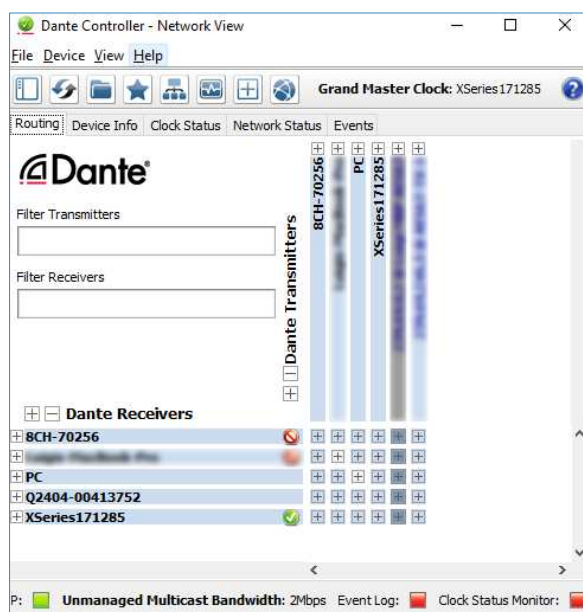 Dante Controller - Network View
File Device View Help
Grand Master Clock: XSeries171285
Routing Device Info Clock Status Network Status Events
Dante
Filter Transmitters
Filter Receivers
Dante Transmitters
8CH-70256
PC
XSeries171285
Dante Receivers
8CH-70256
PC
Q2404-00413752
XSeries171285
P: Unmanaged Multicast Bandwidth: 2Mbps Event Log: Clock Status Monitor: